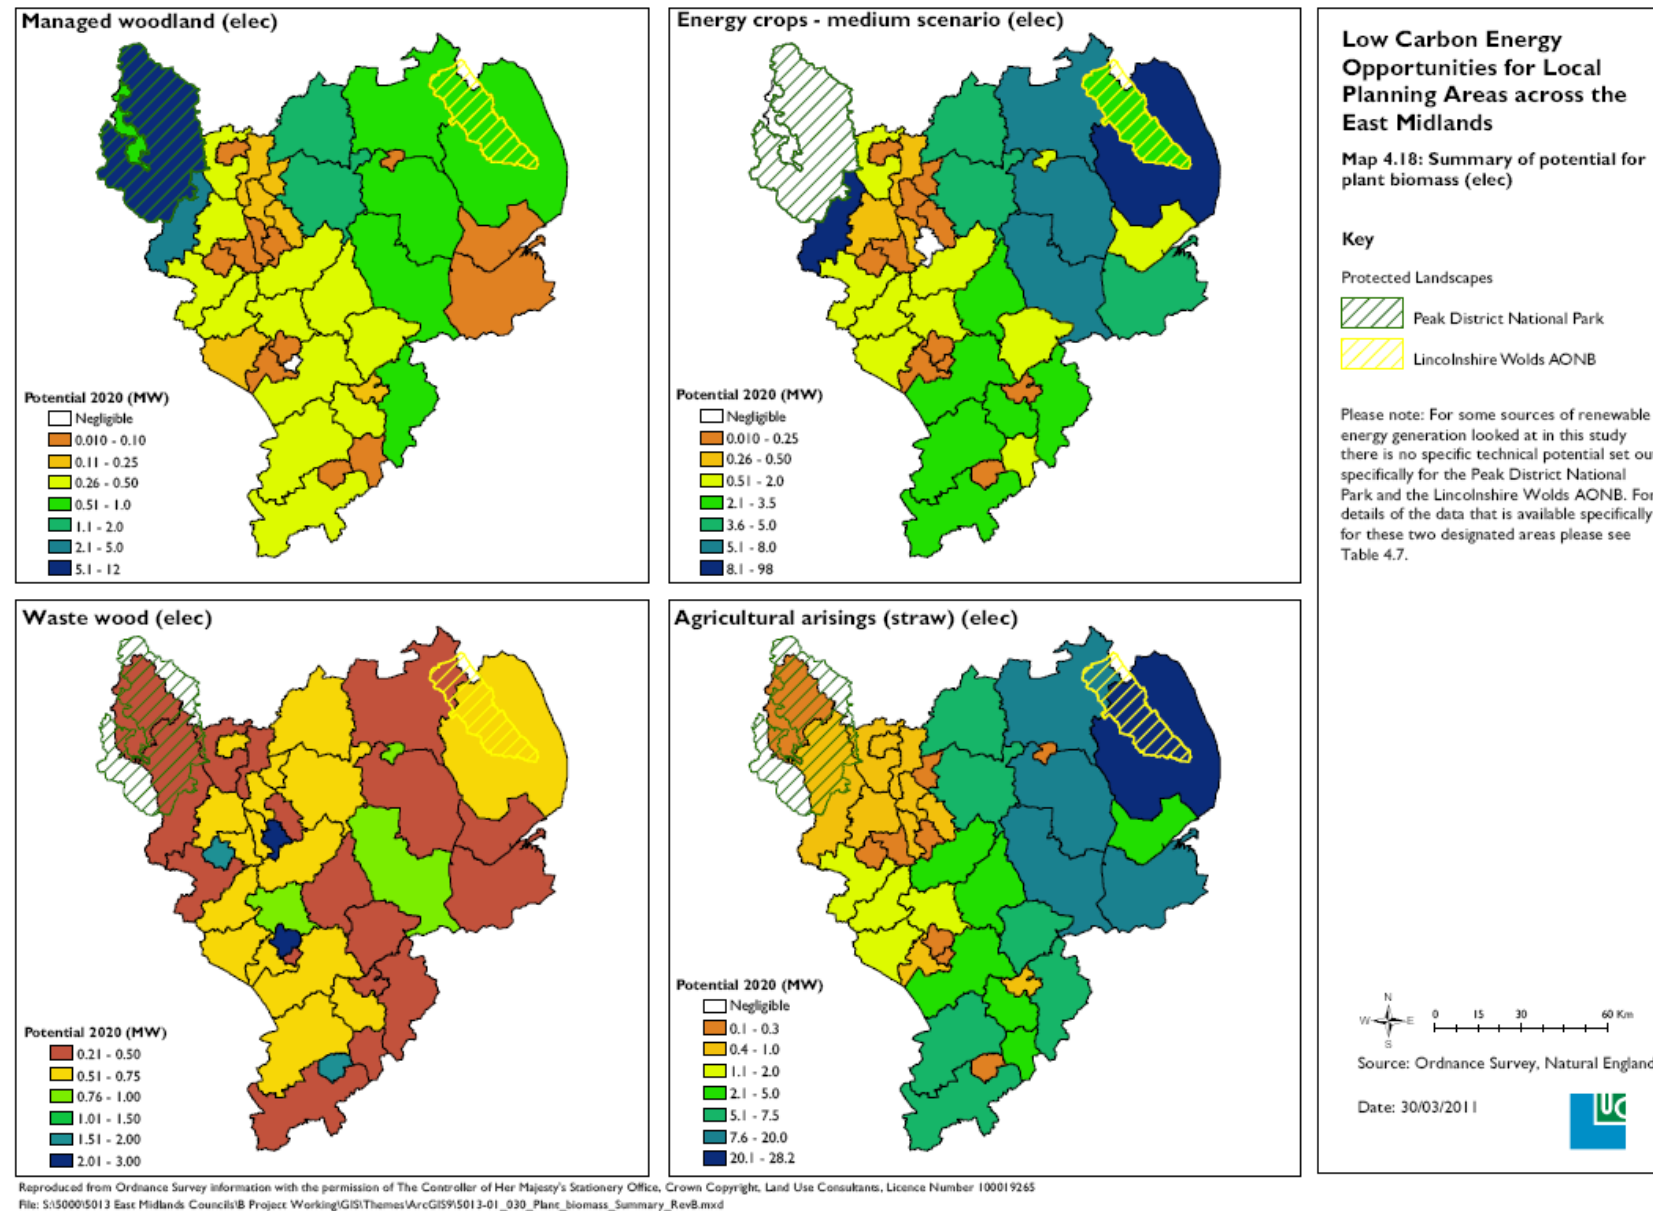 Managed woodland (elec)
Potential 2020 (MW)
Negligible
0.010 - 0.10
0.11 - 0.25
0.26 - 0.50
0.51 - 1.0
1.1 - 2.0
2.1 - 5.0
5.1 - 12
Energy crops - medium scenario (elec)
Potential 2020 (MW)
Negligible
0.010 - 0.25
0.26 - 0.50
0.51 - 2.0
2.1 - 3.5
3.6 - 5.0
5.1 - 8.0
8.1 - 98
Waste wood (elec)
Potential 2020 (MW)
0.21 - 0.50
0.51 - 0.75
0.76 - 1.00
1.01 - 1.50
1.51 - 2.00
2.01 - 3.00
Agricultural arisings (straw) (elec)
Potential 2020 (MW)
Negligible
0.1 - 0.3
0.4 - 1.0
1.1 - 2.0
2.1 - 5.0
5.1 - 7.5
7.6 - 20.0
20.1 - 28.2
Low Carbon Energy
Opportunities for Local
Planning Areas across the
East Midlands
Map 4.18: Summary of potential for
plant biomass (elec)
Key
Protected Landscapes
Peak District National Park
Lincolnshire Wolds AONB
Please note: For some sources of renewable
energy generation looked at in this study
there is no specific technical potential set ou
specifically for the Peak District National
Park and the Lincolnshire Wolds AONB. For
details of the data that is available specifically
for these two designated areas please see
Table 4.7.
N
W E
S
0 15 30 60 Km
Source: Ordnance Survey, Natural England
Date: 30/03/2011
LUC
Reproduced from Ordnance Survey information with the permission of The Controller of Her Majesty's Stationery Office, Crown Copyright, Land Use Consultants, Licence Number 100019265
File: S:\5000\5013 East Midlands Councils\B Project Working\GIS\Themes\ArcGIS9\5013-01_030_Plant_biomass_Summary_RevB.mxd